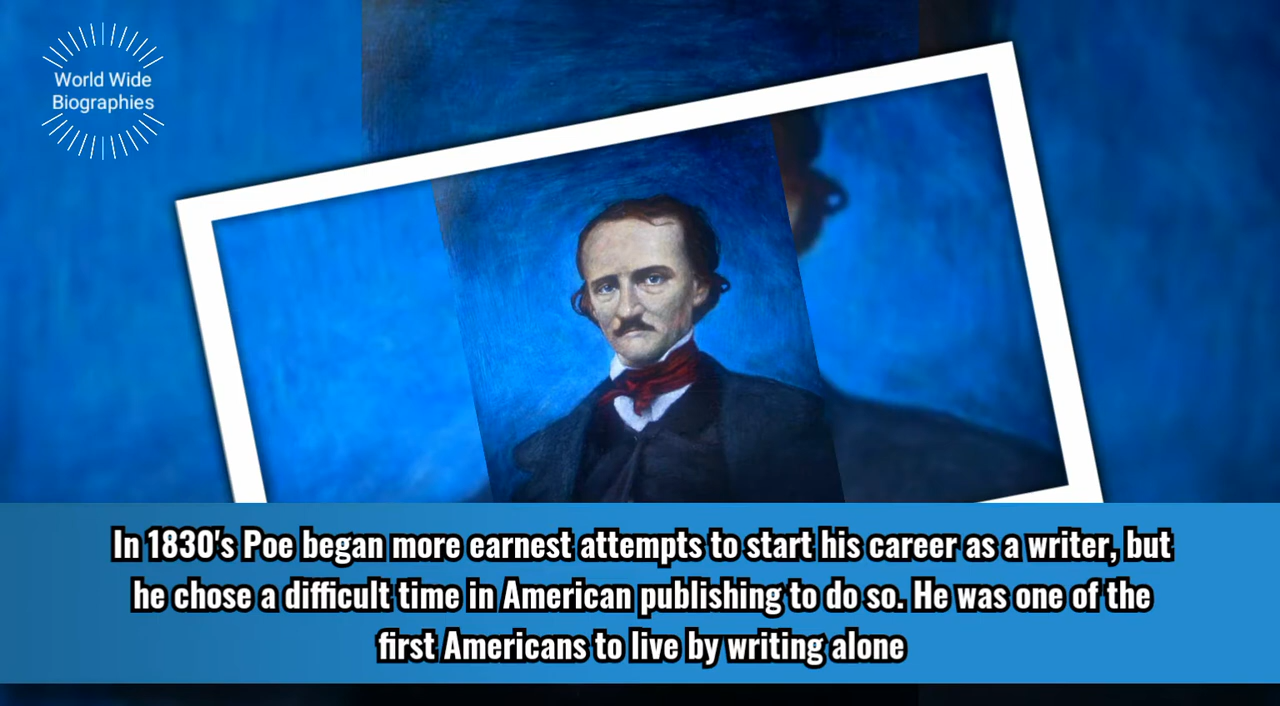 World Wide
Biographies
In 1830's Poe began more earnest attempts to start his career as a writer, but
he chose a difficult time in American publishing to do so. He was one of the
first Americans to live by writing alone